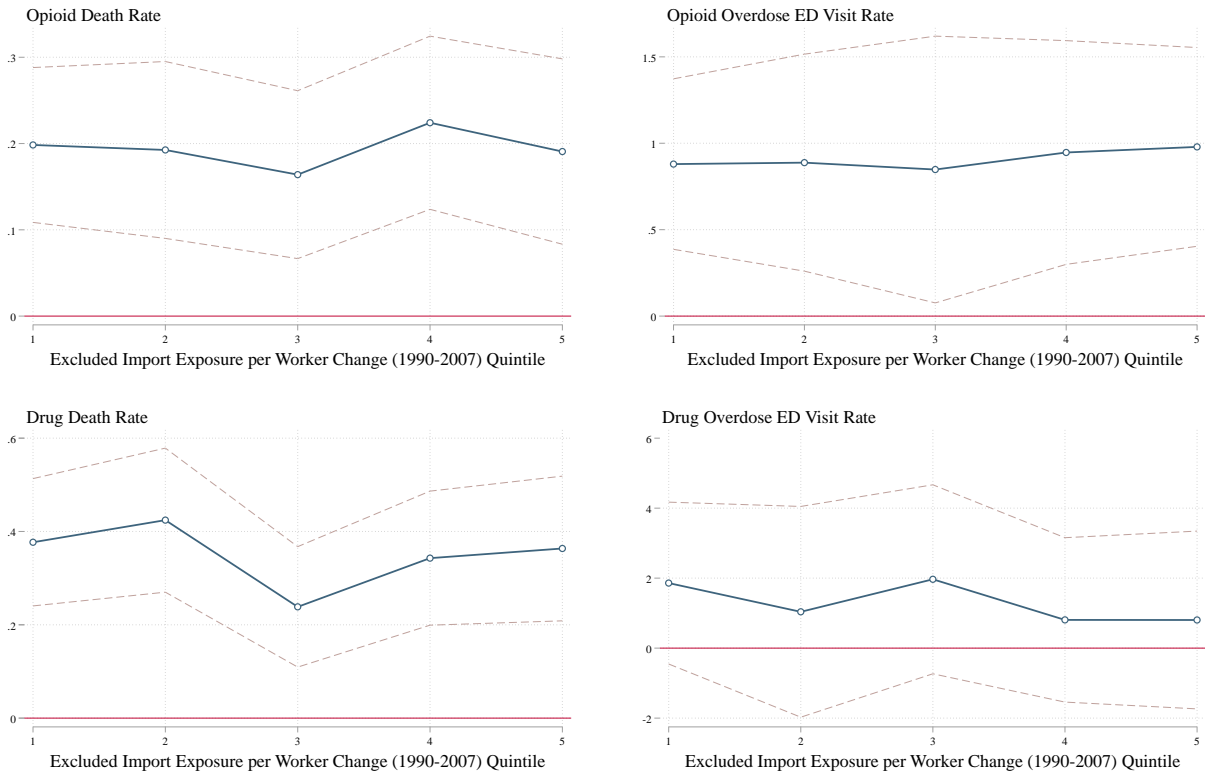 Opioid Death Rate
.3
.2
.1
0
1 2 3 4 5
Excluded Import Exposure per Worker Change (1990-2007) Quintile
Opioid Overdose ED Visit Rate
1.5
1
.5
0
1 2 3 4 5
Excluded Import Exposure per Worker Change (1990-2007) Quintile
Drug Death Rate
.6
.4
.2
0
1 2 3 4 5
Excluded Import Exposure per Worker Change (1990-2007) Quintile
Drug Overdose ED Visit Rate
6
4
2
0
-2
1 2 3 4 5
Excluded Import Exposure per Worker Change (1990-2007) Quintile